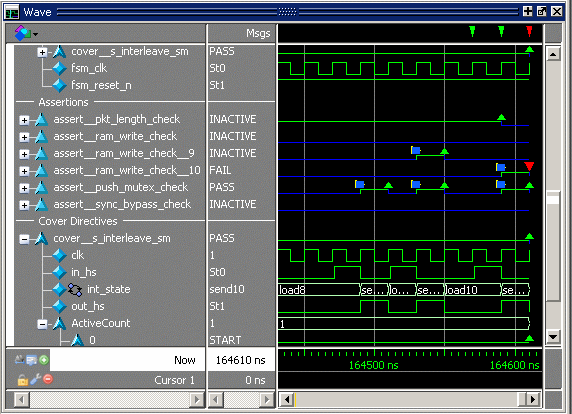 Wave
Msgs
cover__s_interleave_sm PASS
fsm_clk St0
fsm_reset_n St1
Assertions
assert__pkt_length_check INACTIVE
assert__ram_write_check INACTIVE
assert__ram_write_check__9 INACTIVE
assert__ram_write_check__10 FAIL
assert__push_mutex_check PASS
assert__sync_bypass_check INACTIVE
Cover Directives
cover__s_interleave_sm PASS
clk 1
in_hs St0
int_state send10 load8 se... lo... se... load10 se...
out_hs St1
ActiveCount 1 1
0 START
Now 164610 ns 164500 ns 164600 ns
Cursor 1 0 ns